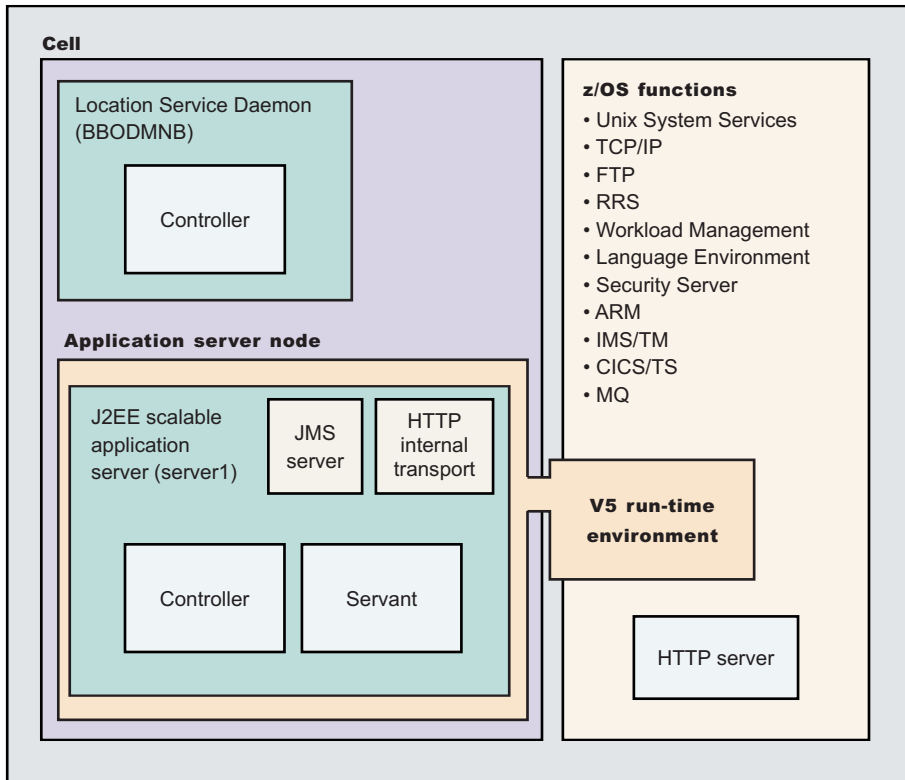 Cell
Location Service Daemon
(BBODMNB)
Controller
Application server node
J2EE scalable
application
server (server1)
JMS
server
HTTP
internal
transport
Controller
Servant
z/OS functions
• Unix System Services
• TCP/IP
• FTP
• RRS
• Workload Management
• Language Environment
• Security Server
• ARM
• IMS/TM
• CICS/TS
• MQ
V5 run-time
environment
HTTP server